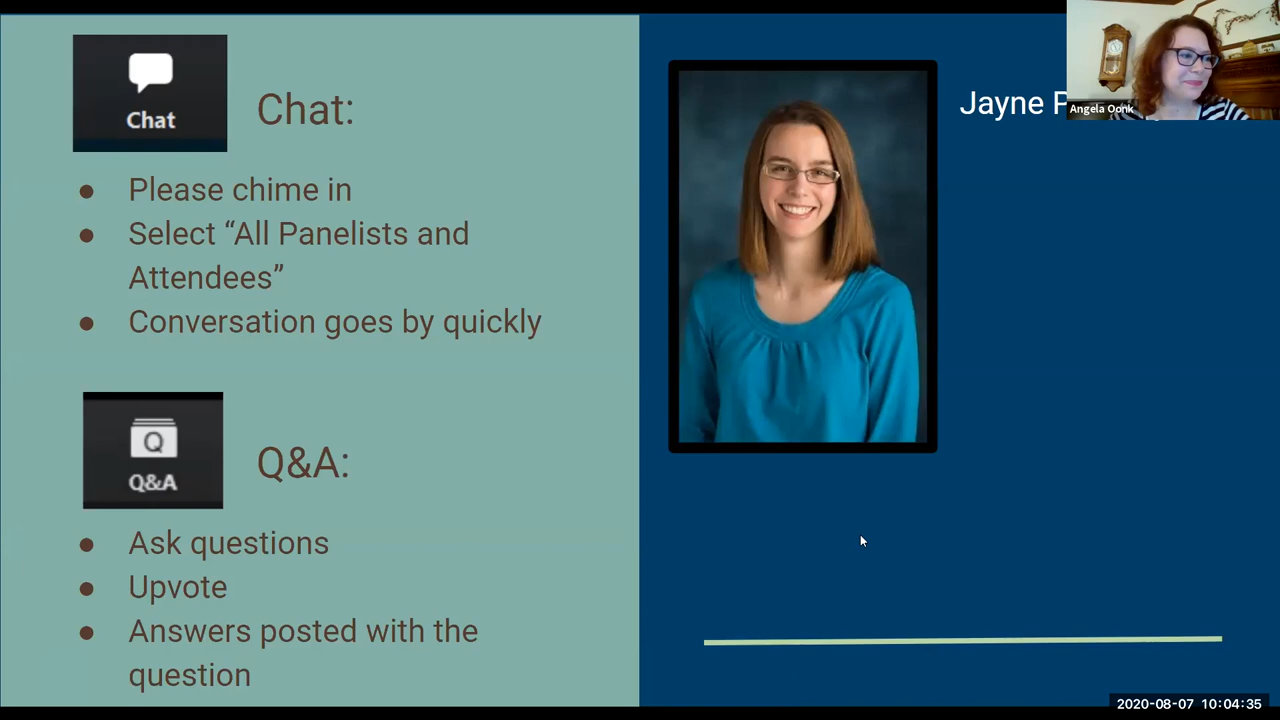 Chat
Chat:
Please chime in
Select “All Panelists and
Attendees”
Conversation goes by quickly
Q
Q&A
Q&A:
Ask questions
Upvote
Answers posted with the
question
Jayne
Angela Oonk
2020-08-07 10:04:35